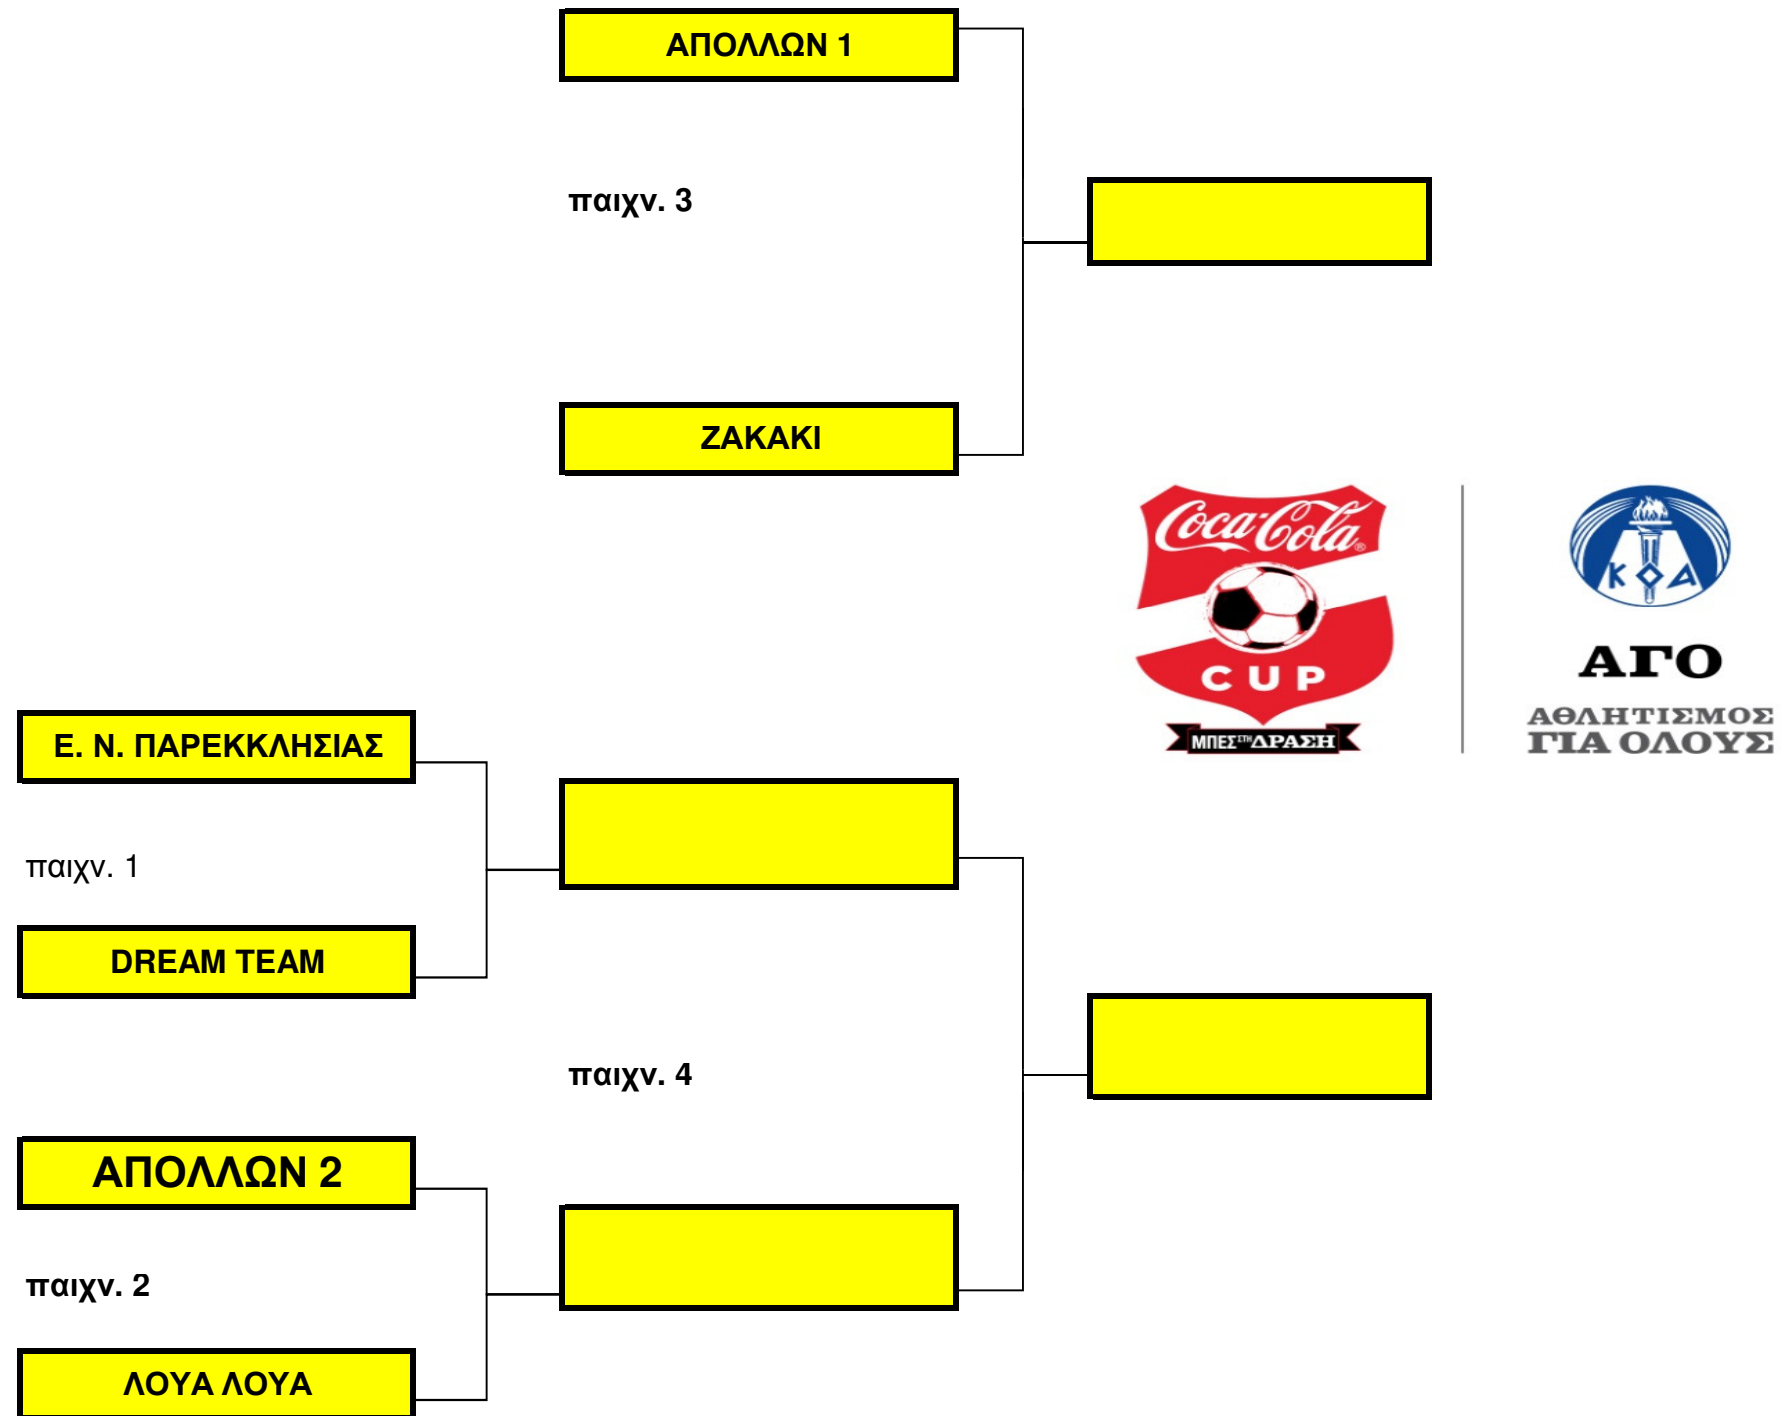 ΑΠΟΛΛΩΝ 1
παιχν. 3
ΖΑΚΑΚΙ
Coca-Cola®
CUP
ΜΠΕΣ ΣΤΗ ΔΡΑΣΗ
ΚΟΑ
ΑΓΟ
ΑΘΛΗΤΙΣΜΟΣ
ΓΙΑ ΟΛΟΥΣ
Ε. Ν. ΠΑΡΕΚΚΛΗΣΙΑΣ
παιχν. 1
DREAM TEAM
παιχν. 4
ΑΠΟΛΛΩΝ 2
παιχν. 2
ΛΟΥΑ ΛΟΥΑ